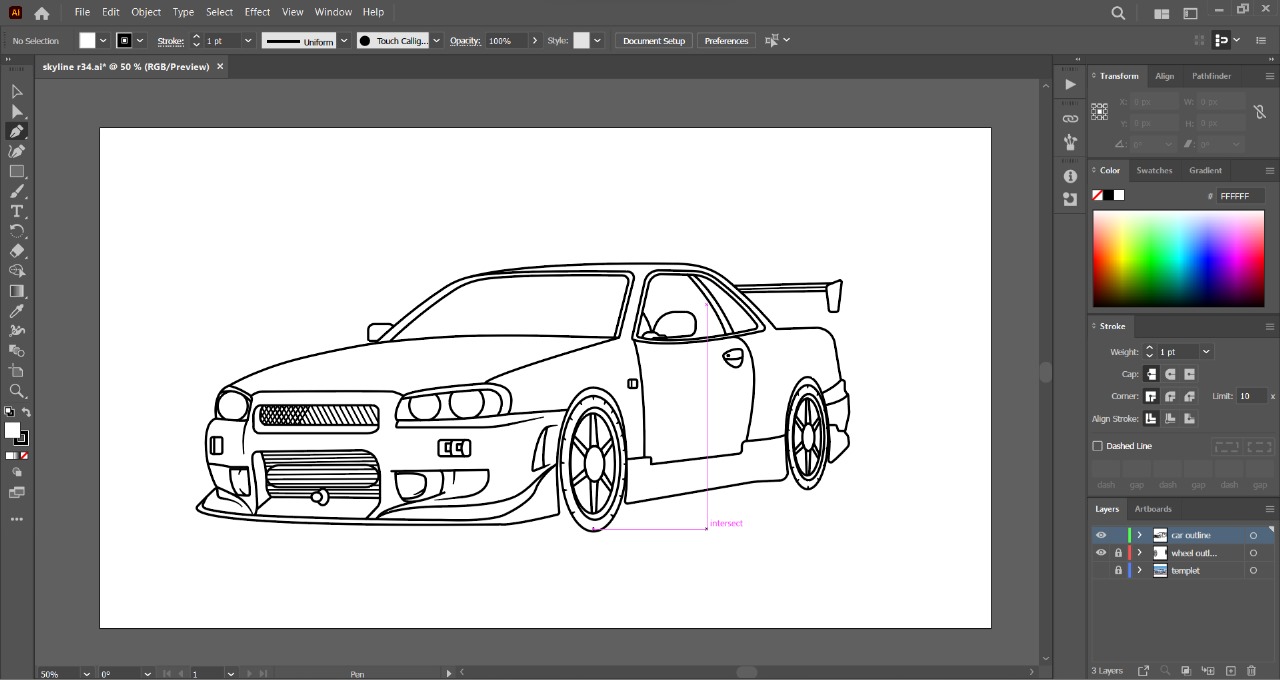 Ai File Edit Object Type Select Effect View Window Help
No Selection Stroke: 1 pt Uniform Touch Callig... Opacity: 100% Style: Document Setup Preferences
skyline r34.ai* @ 50 % (RGB/Preview)
Transform Align Pathfinder
X: 0 px W: 0 px
Y: 0 px H: 0 px
0° 0°
Color Swatches Gradient
# FFFFFF
Stroke
Weight: 1 pt
Cap:
Corner: Limit: 10 x
Align Stroke:
Dashed Line
dash gap dash gap dash gap
intersect
Layers Artboards
car outline
wheel outl...
templet
3 Layers
50% 0° 1 Pen